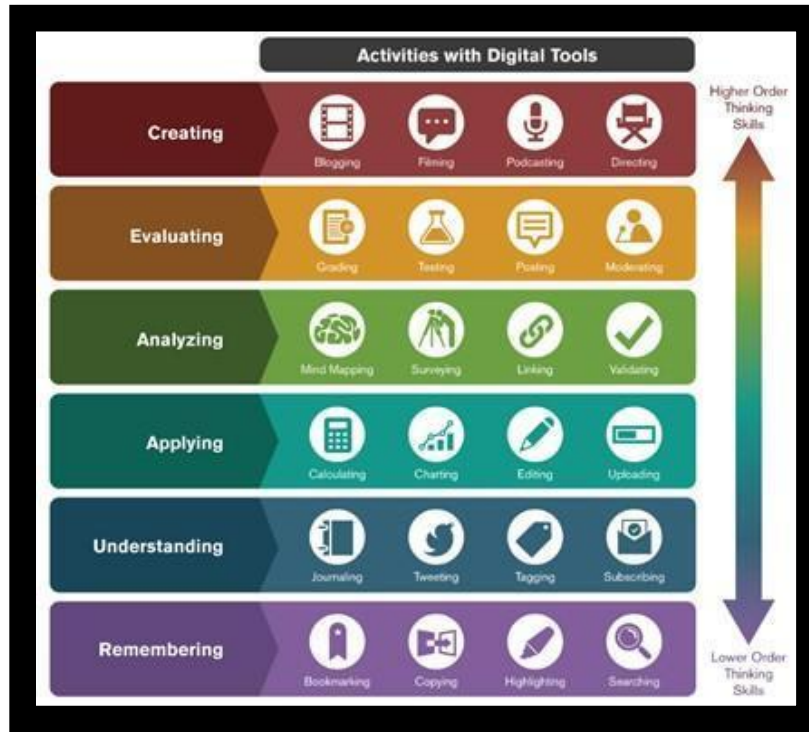 Activities with Digital Tools
Higher Order
Thinking
Skills
Creating
Blogging Filming Podcasting Directing
Evaluating
Grading Testing Posting Moderating
Analyzing
Mind Mapping Surveying Linking Validating
Applying
Calculating Charting Editing Uploading
Understanding
Journaling Tweeting Tagging Subscribing
Remembering
Bookmarking Copying Highlighting Searching
Lower Order
Thinking
Skills